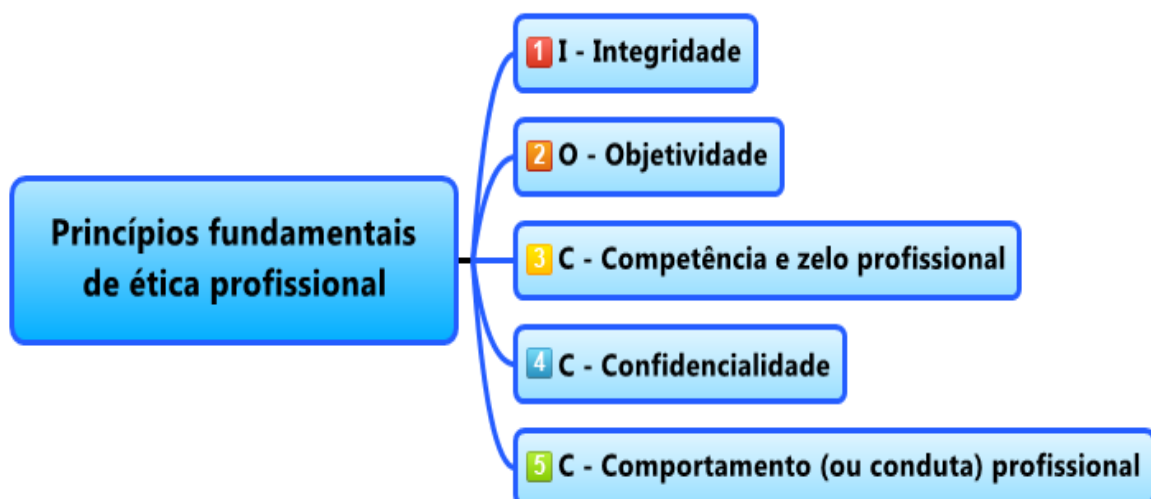 1 I - Integridade
2 O - Objetividade
Princípios fundamentais
de ética profissional
3 C - Competência e zelo profissional
4 C - Confidencialidade
5 C - Comportamento (ou conduta) profissional